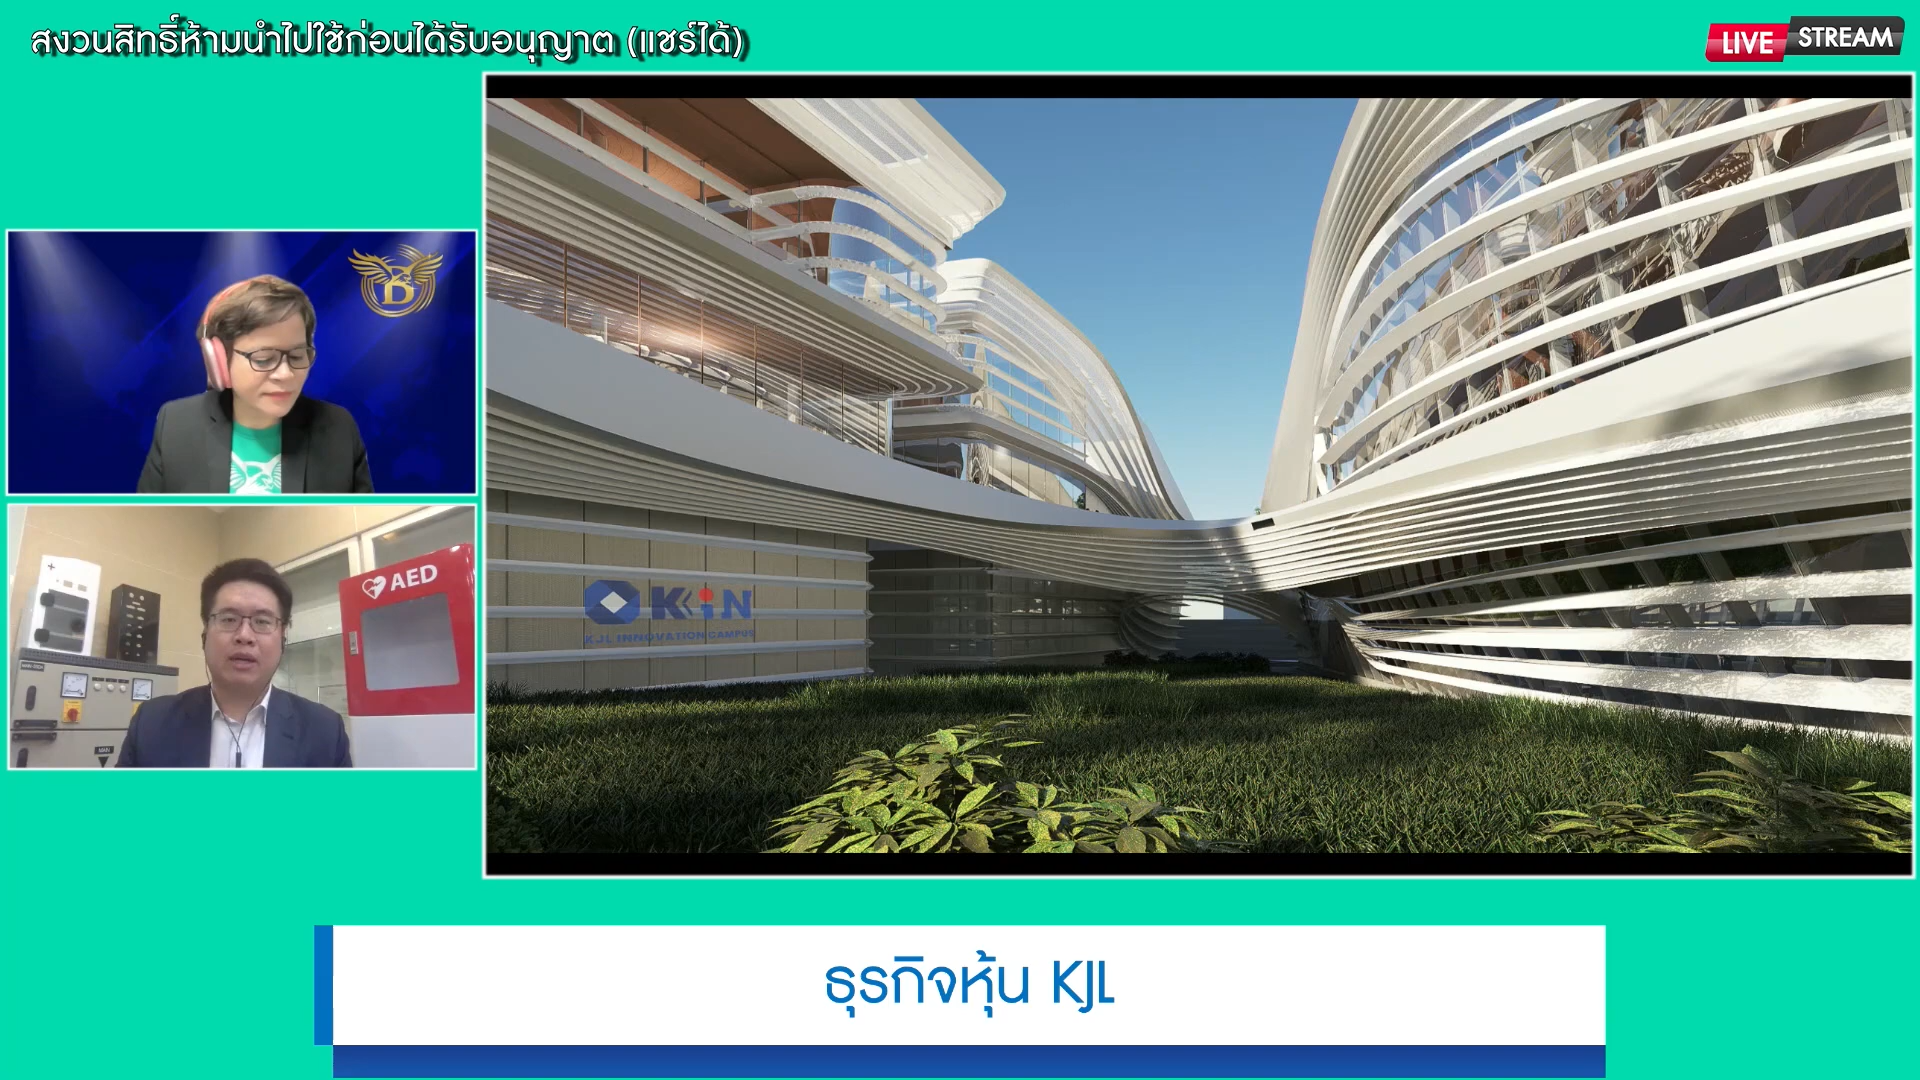 สงวนสิทธิ์ห้ามนำไปใช้ก่อนได้รับอนุญาต (แชร์ได้)
LIVE STREAM
B
AED
MAIN
KiN
KJL INNOVATION CAMPUS
ธุรกิจหุ้น KJL